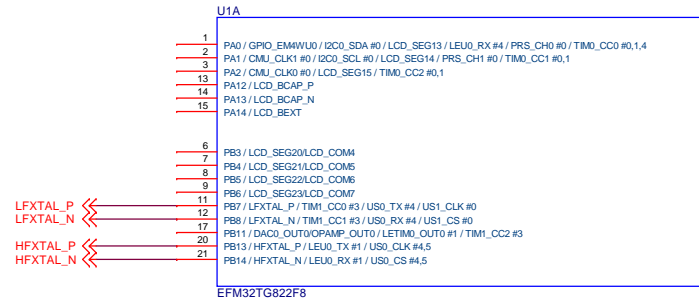 U1A
1 PA0 / GPIO_EM4WU0 / I2C0_SDA #0 / LCD_SEG13 / LEU0_RX #4 / PRS_CH0 #0 / TIM0_CC0 #0,1,4
2 PA1 / CMU_CLK1 #0 / I2C0_SCL #0 / LCD_SEG14 / PRS_CH1 #0 / TIM0_CC1 #0,1
3 PA2 / CMU_CLK0 #0 / LCD_SEG15 / TIM0_CC2 #0,1
13 PA12 / LCD_BCAP_P
14 PA13 / LCD_BCAP_N
15 PA14 / LCD_BEXT
6 PB3 / LCD_SEG20/LCD_COM4
7 PB4 / LCD_SEG21/LCD_COM5
8 PB5 / LCD_SEG22/LCD_COM6
9 PB6 / LCD_SEG23/LCD_COM7
LFXTAL_P 11 PB7 / LFXTAL_P / TIM1_CC0 #3 / US0_TX #4 / US1_CLK #0
LFXTAL_N 12 PB8 / LFXTAL_N / TIM1_CC1 #3 / US0_RX #4 / US1_CS #0
17 PB11 / DAC0_OUT0/OPAMP_OUT0 / LETIM0_OUT0 #1 / TIM1_CC2 #3
HFXTAL_P 20 PB13 / HFXTAL_P / LEU0_TX #1 / US0_CLK #4,5
HFXTAL_N 21 PB14 / HFXTAL_N / LEU0_RX #1 / US0_CS #4,5
EFM32TG822F8